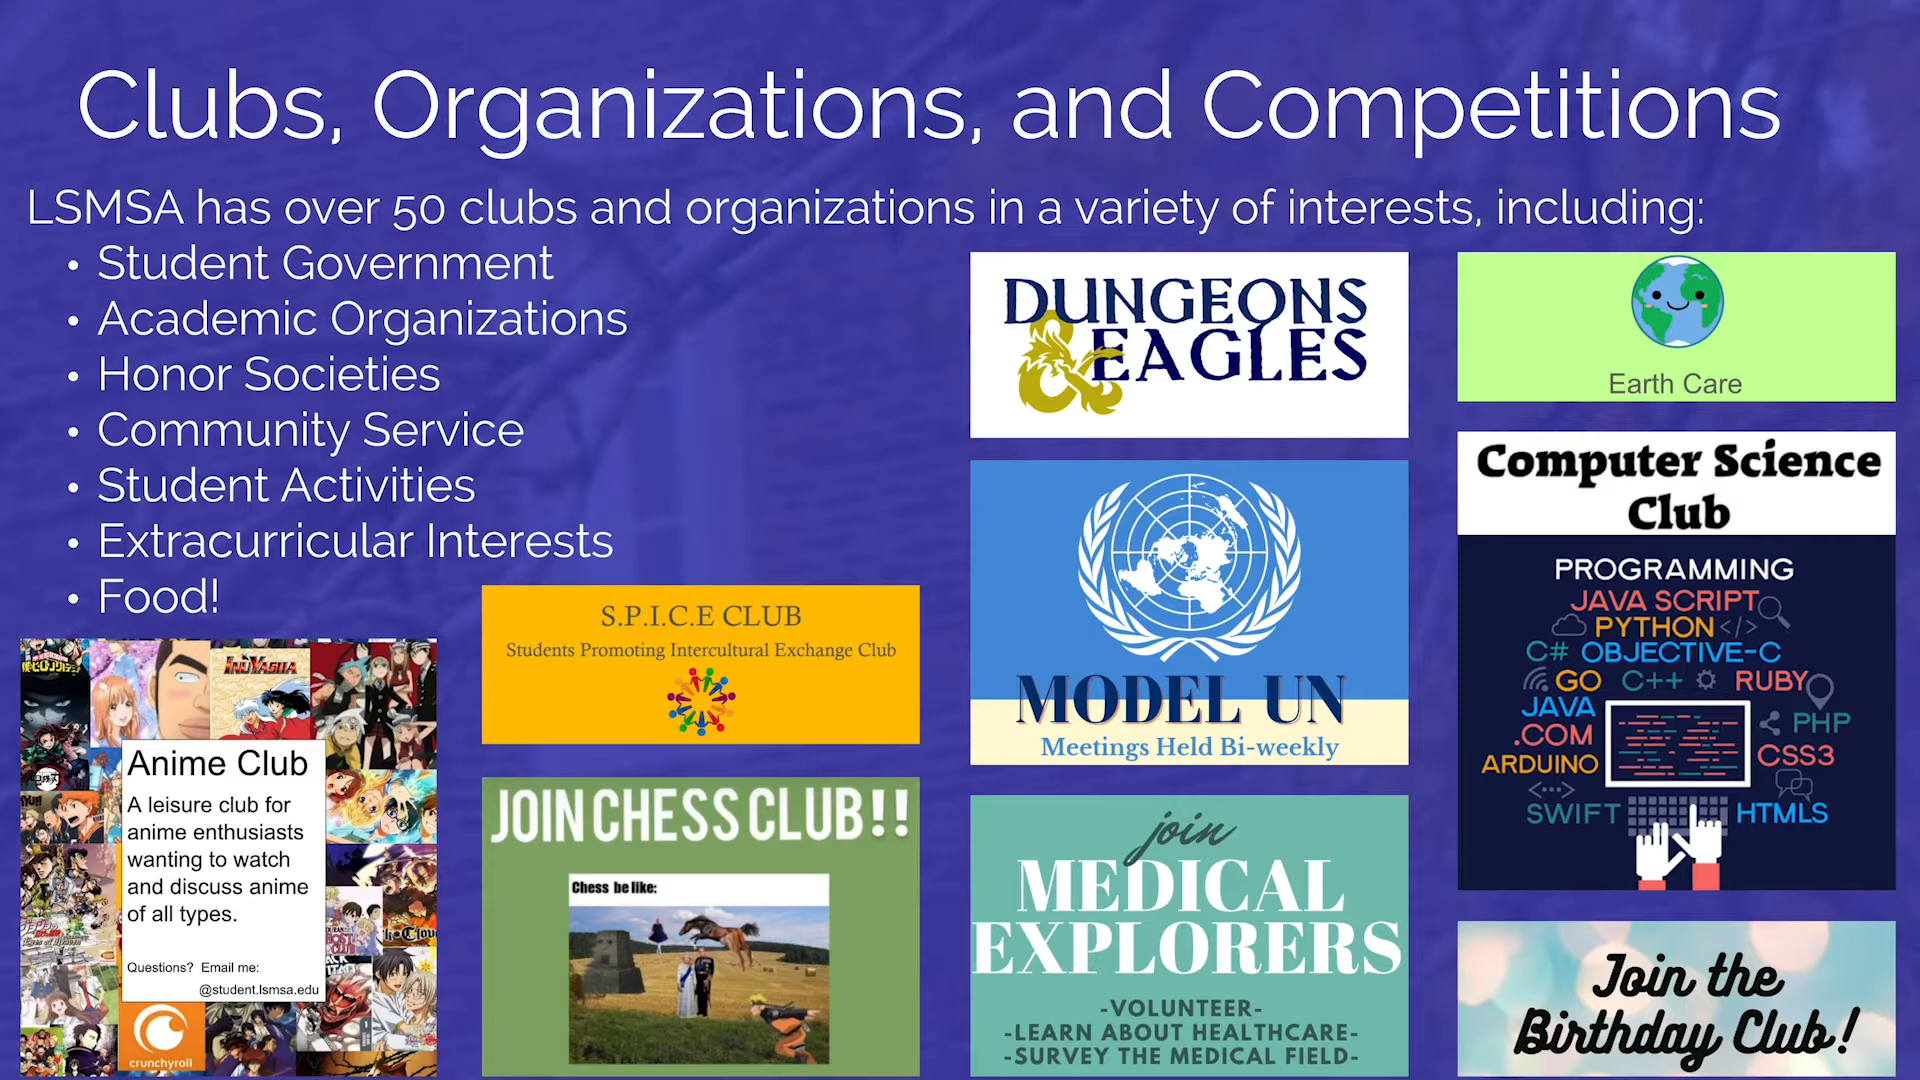 Clubs, Organizations, and Competitions
LSMSA has over 50 clubs and organizations in a variety of interests, including:
• Student Government
• Academic Organizations
• Honor Societies
• Community Service
• Student Activities
• Extracurricular Interests
• Food!
INUYASHA
Anime Club
A leisure club for
anime enthusiasts
wanting to watch
and discuss anime
of all types.
Questions? Email me:
@student.lsmsa.edu
crunchyroll
S.P.I.C.E CLUB
Students Promoting Intercultural Exchange Club
JOIN CHESS CLUB!!
Chess be like:
DUNGEONS
& EAGLES
MODEL UN
Meetings Held Bi-weekly
join
MEDICAL
EXPLORERS
-VOLUNTEER-
-LEARN ABOUT HEALTHCARE-
-SURVEY THE MEDICAL FIELD-
Earth Care
Computer Science
Club
PROGRAMMING
JAVA SCRIPT
PYTHON </>
C# OBJECTIVE-C
GO C++ RUBY
JAVA
PHP
.COM
CSS3
ARDUINO
<···>
SWIFT
HTMLS
Join the
Birthday Club!